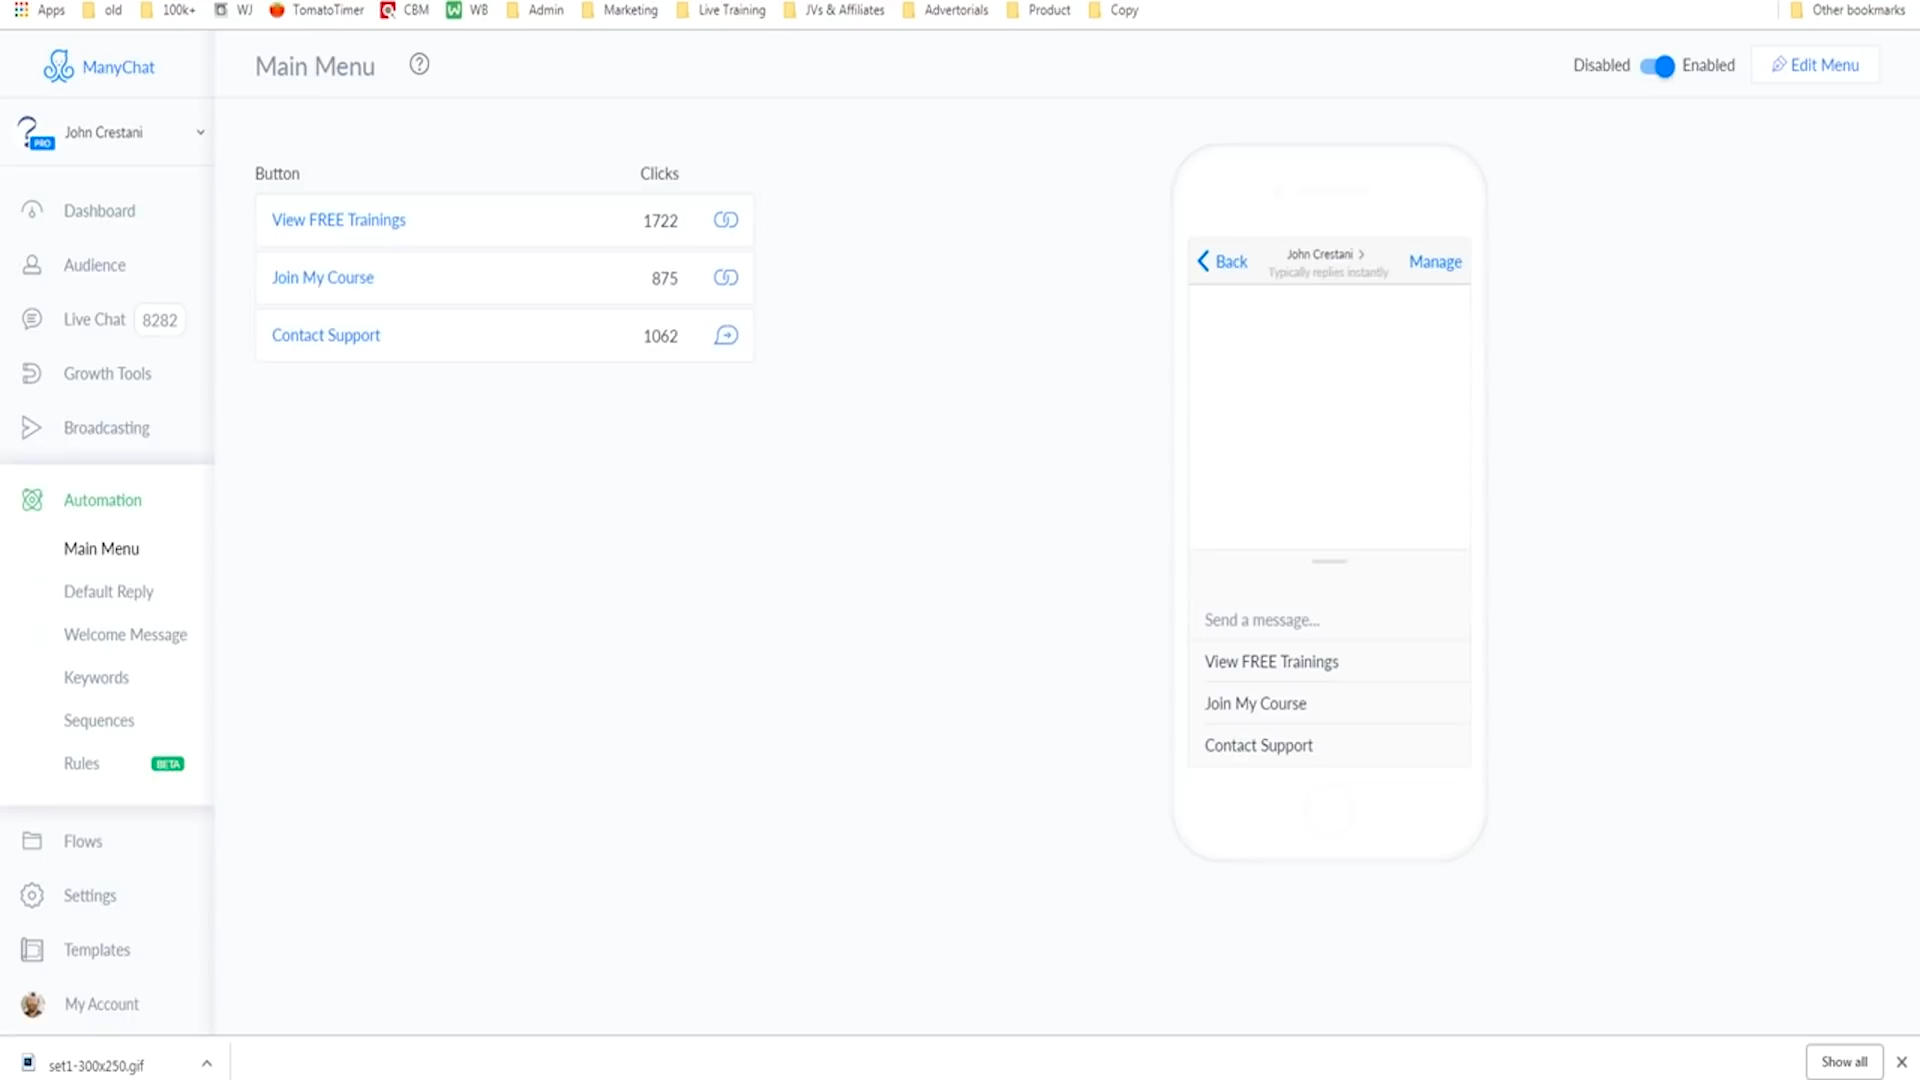 Apps old 100k+ WJ TomatoTimer CBM WB Admin Marketing Live Training JVs & Affiliates Advertorials Product Copy Other bookmarks
ManyChat
Main Menu
Disabled Enabled Edit Menu
PRO John Crestani
Dashboard
Audience
Live Chat 8282
Growth Tools
Broadcasting
Automation
Main Menu
Default Reply
Welcome Message
Keywords
Sequences
Rules BETA
Flows
Settings
Templates
My Account
Button Clicks
View FREE Trainings 1722
Join My Course 875
Contact Support 1062
Back John Crestani Manage
Typically replies instantly
Send a message...
View FREE Trainings
Join My Course
Contact Support
set1-300x250.gif
Show all